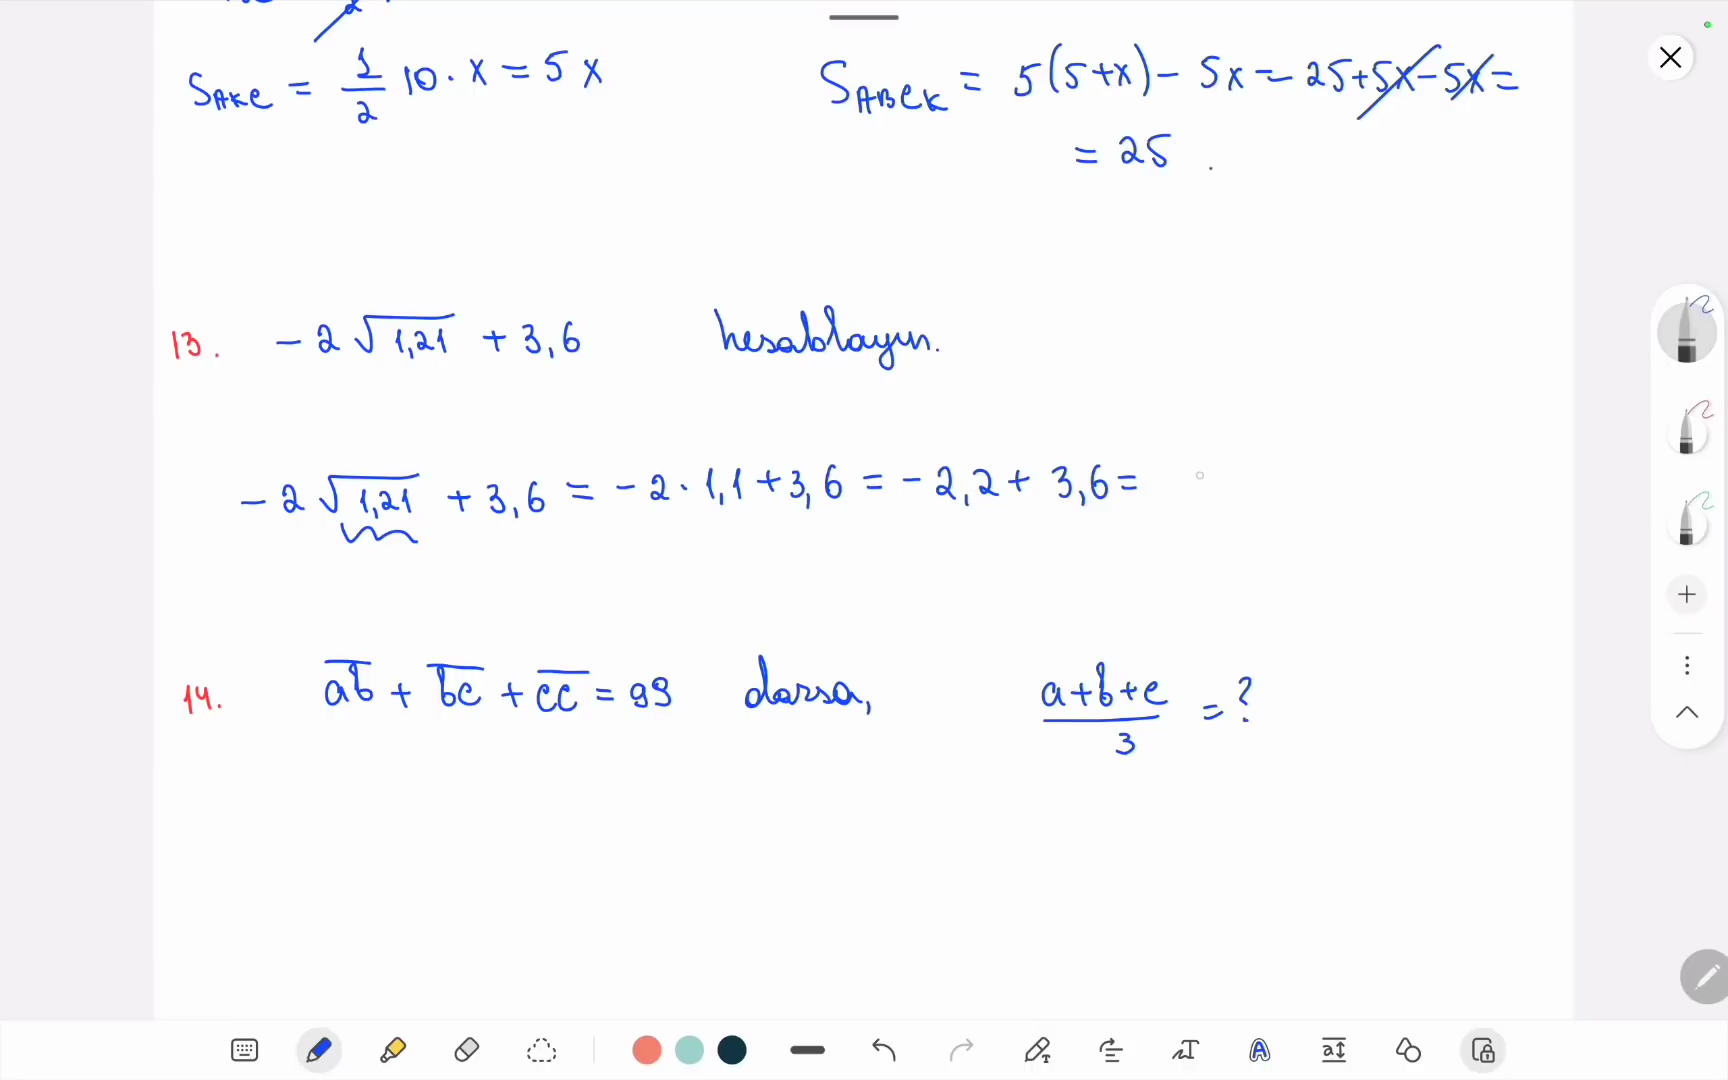 S_AKC = 1/2 10 · x = 5x
S_ABCK = 5(5+x) - 5x = 25+5x-5x =
= 25 .
13. -2√1,21 + 3,6 hesablayın.
-2√1,21 + 3,6 = -2 · 1,1 + 3,6 = -2,2 + 3,6 =
14. ab + bc + cc = 99 olarsa, (a+b+c)/3 = ?